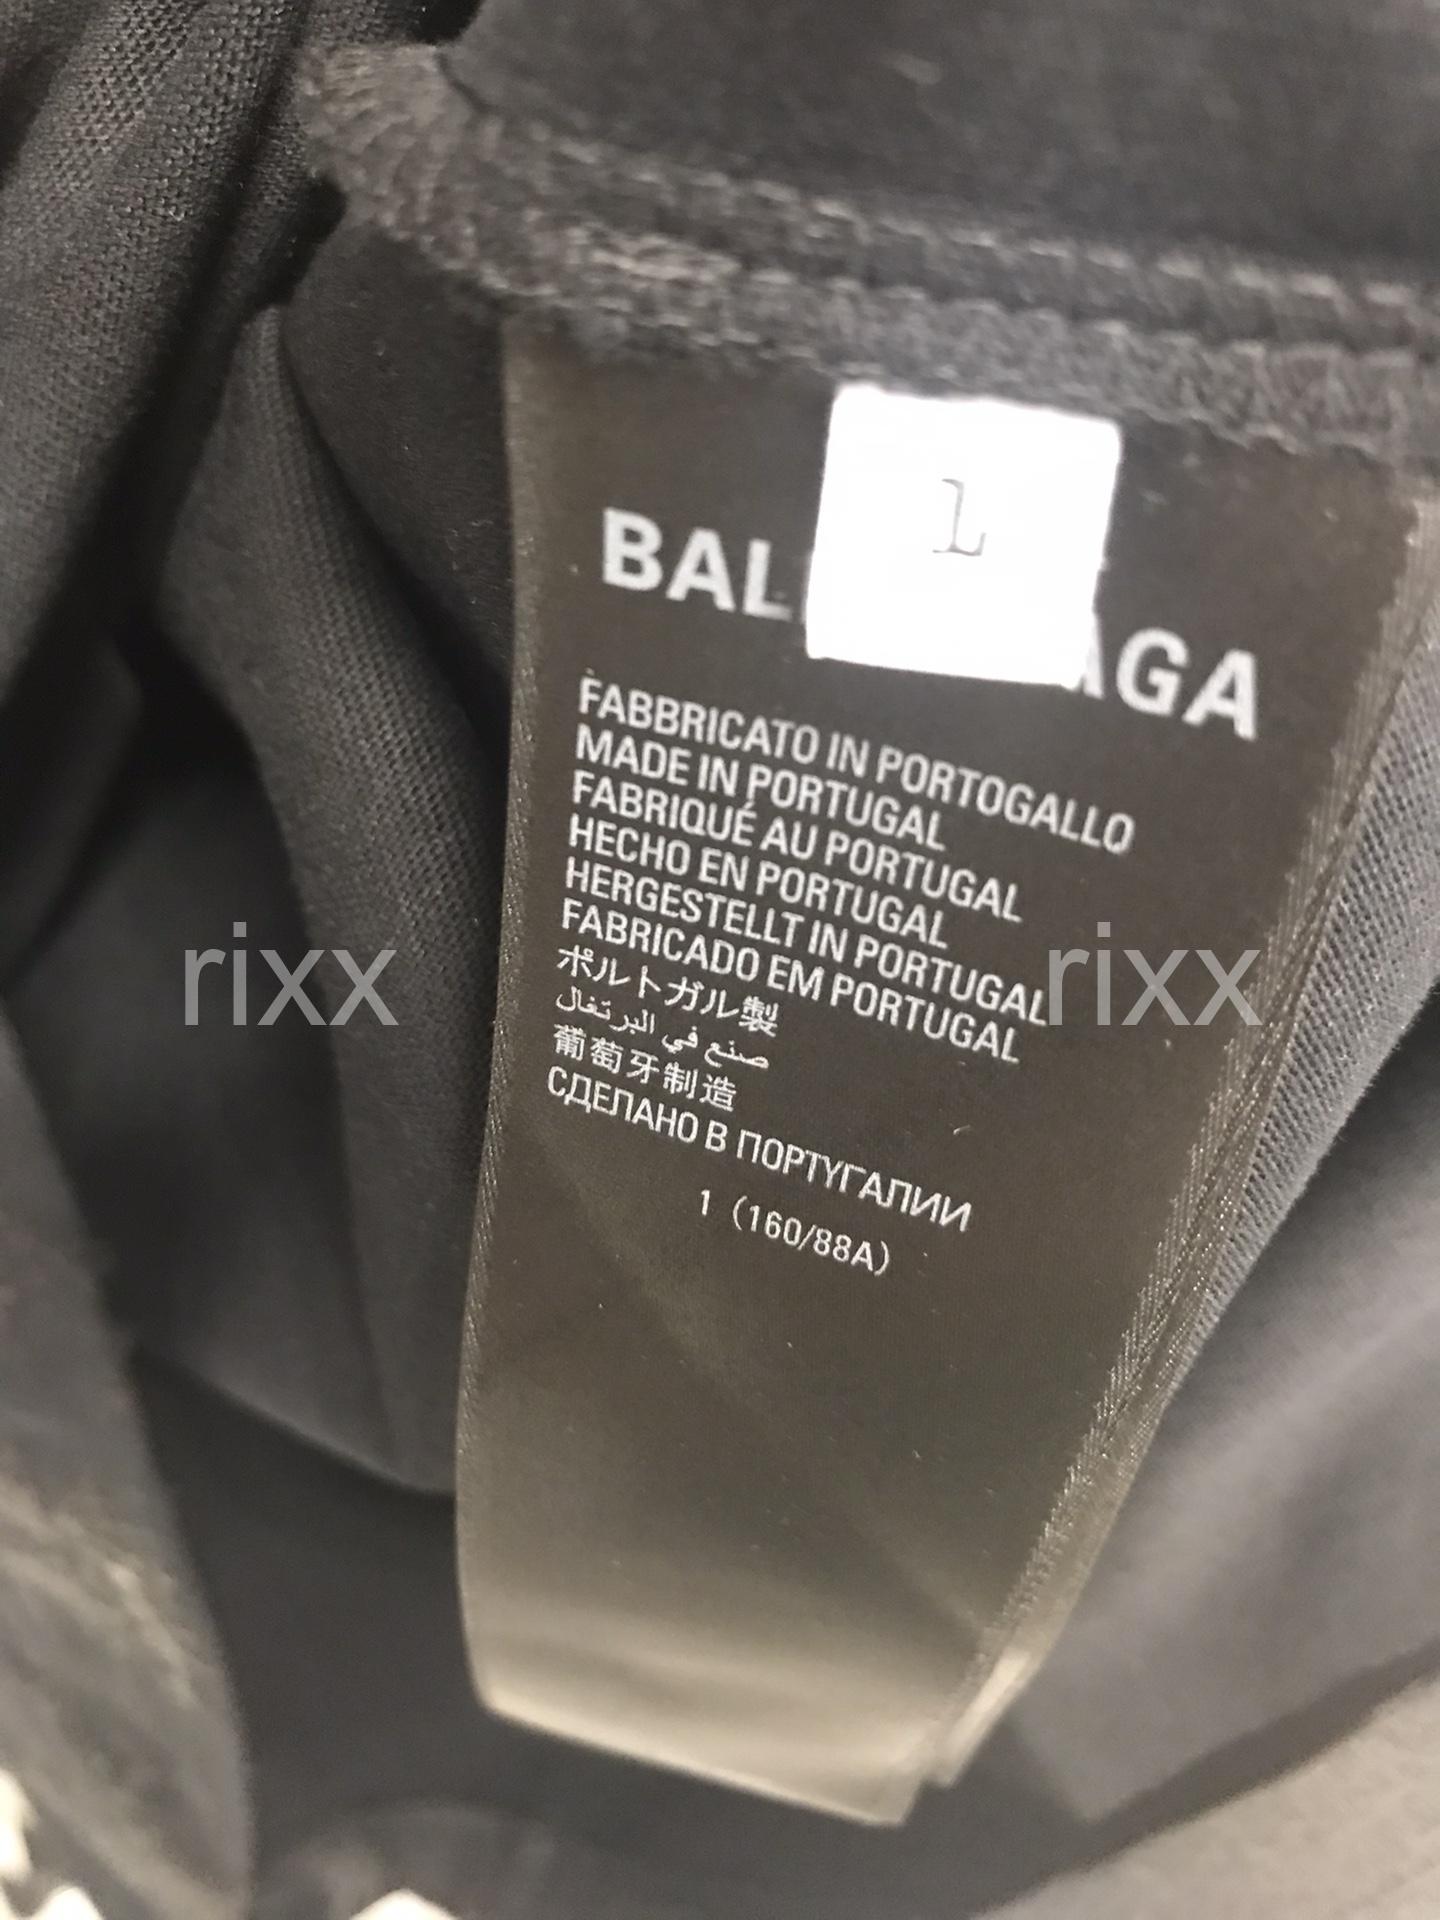 1
BAL AGA
FABBRICATO IN PORTOGALLO
MADE IN PORTUGAL
FABRIQUÉ AU PORTUGAL
HECHO EN PORTUGAL
HERGESTELLT IN PORTUGAL
FABRICADO EM PORTUGAL
ポルトガル製
صنع في البرتغال
葡萄牙制造
СДЕЛАНО В ПОРТУГАЛИИ
1 (160/88A)
rixx rixx